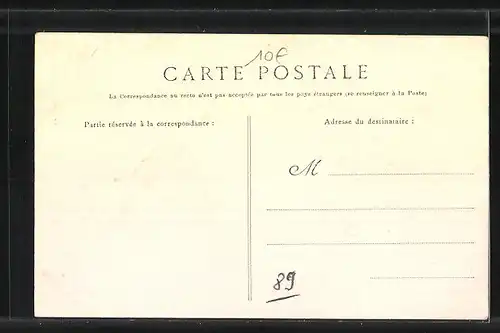 10€
CARTE POSTALE
La Correspondance au recto n'est pas acceptée par tous les pays étrangers (se renseigner à la Poste)
Partie réservée à la correspondance :
Adresse du destinataire :
M
89